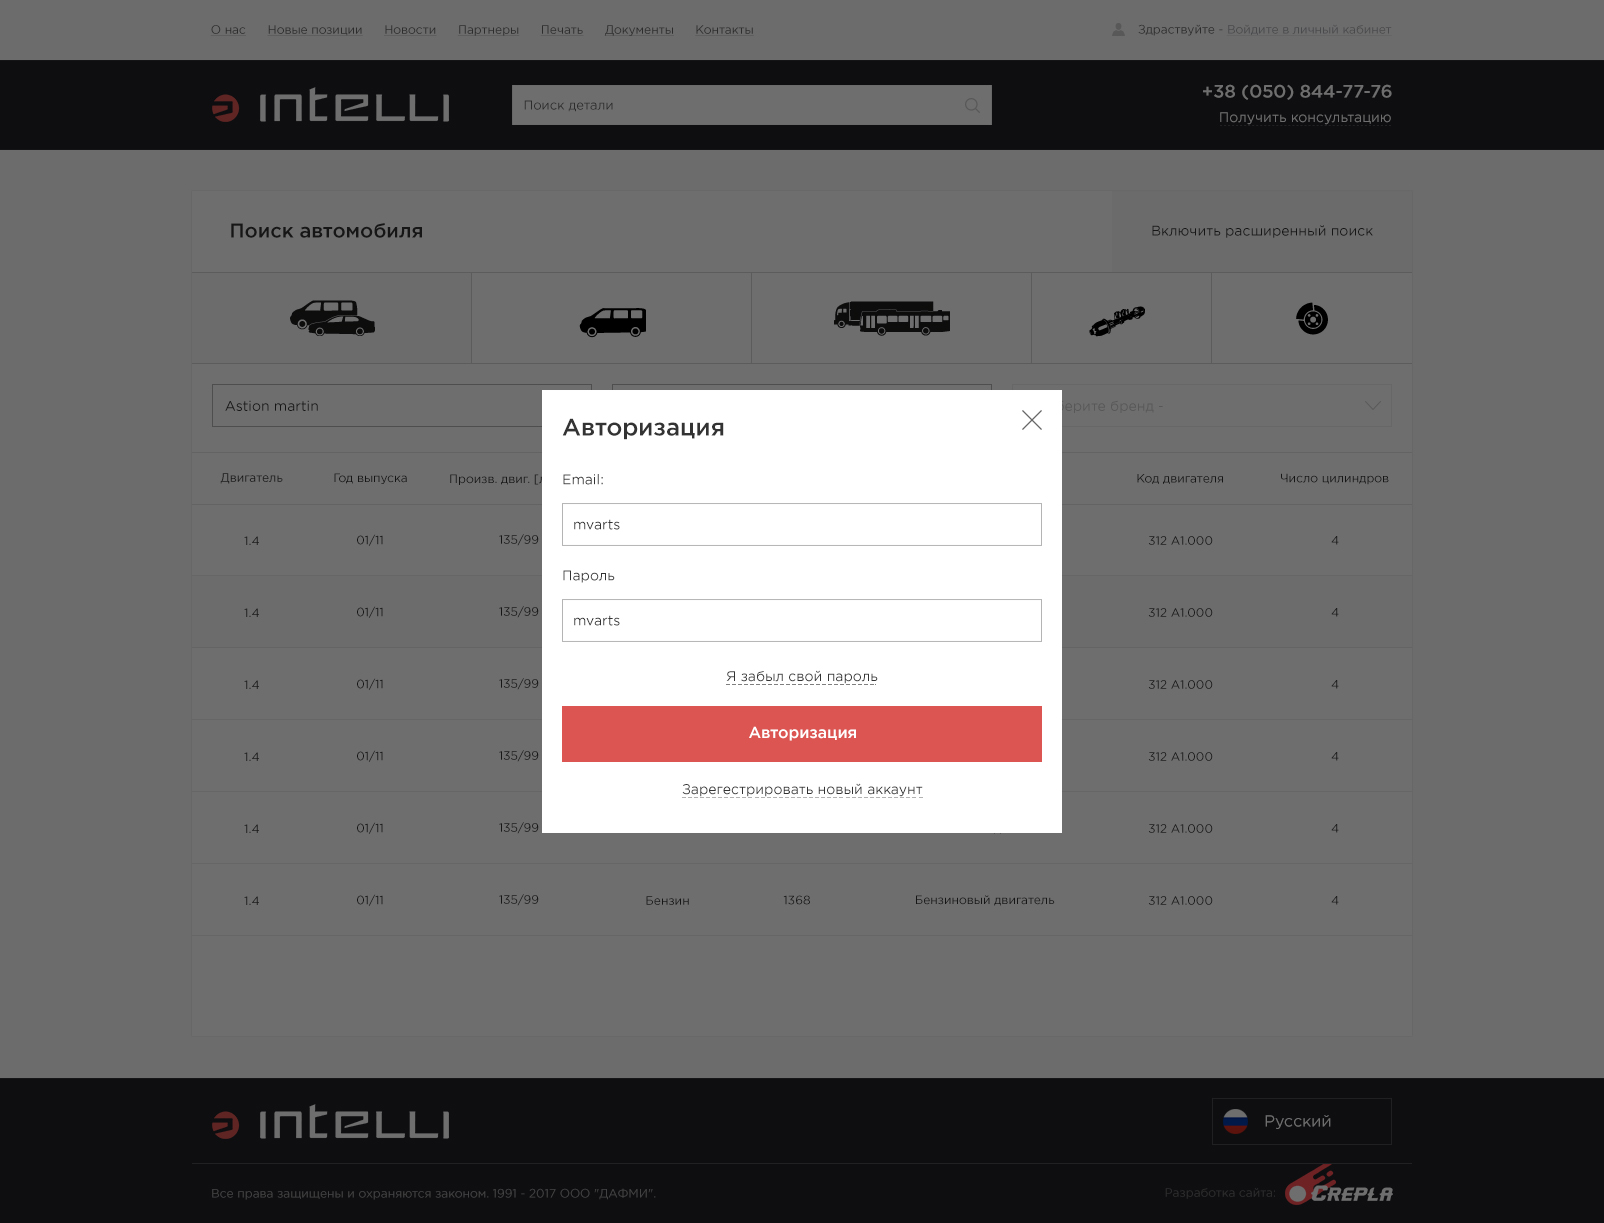 О нас Новые позиции Новости Партнеры Печать Документы Контакты Здраствуйте - Войдите в личный кабинет
INTELLI Поиск детали +38 (050) 844-77-76
Получить консультацию
Поиск автомобиля Включить расширенный поиск
Astion martin
бренд -
Двигатель Год выпуска Произв. двиг. Код двигателя Число цилиндров
1.4 01/11 135/99 312 A1.000 4
1.4 01/11 135/99 312 A1.000 4
1.4 01/11 135/99 312 A1.000 4
1.4 01/11 135/99 312 A1.000 4
1.4 01/11 135/99 312 A1.000 4
1.4 01/11 135/99 Бензин 1368 Бензиновый двигатель 312 A1.000 4
Авторизация
Email:
mvarts
Пароль
mvarts
Я забыл свой пароль
Авторизация
Зарегестрировать новый аккаунт
INTELLI Русский
Все права защищены и охраняются законом. 1991 - 2017 ООО "ДАФМИ". Разработка сайта: CREPLA